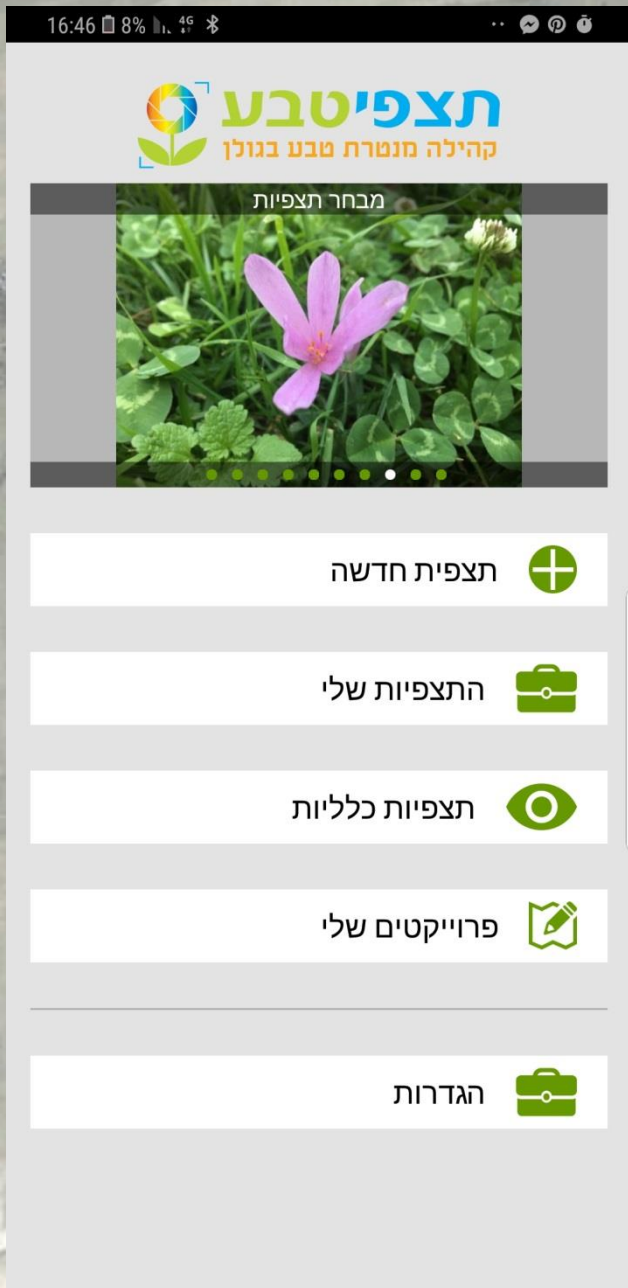 16:46 8% 4G
תצפיטבע
קהילה מנטרת טבע בגולן
מבחר תצפיות
תצפית חדשה
התצפיות שלי
תצפיות כלליות
פרוייקטים שלי
הגדרות